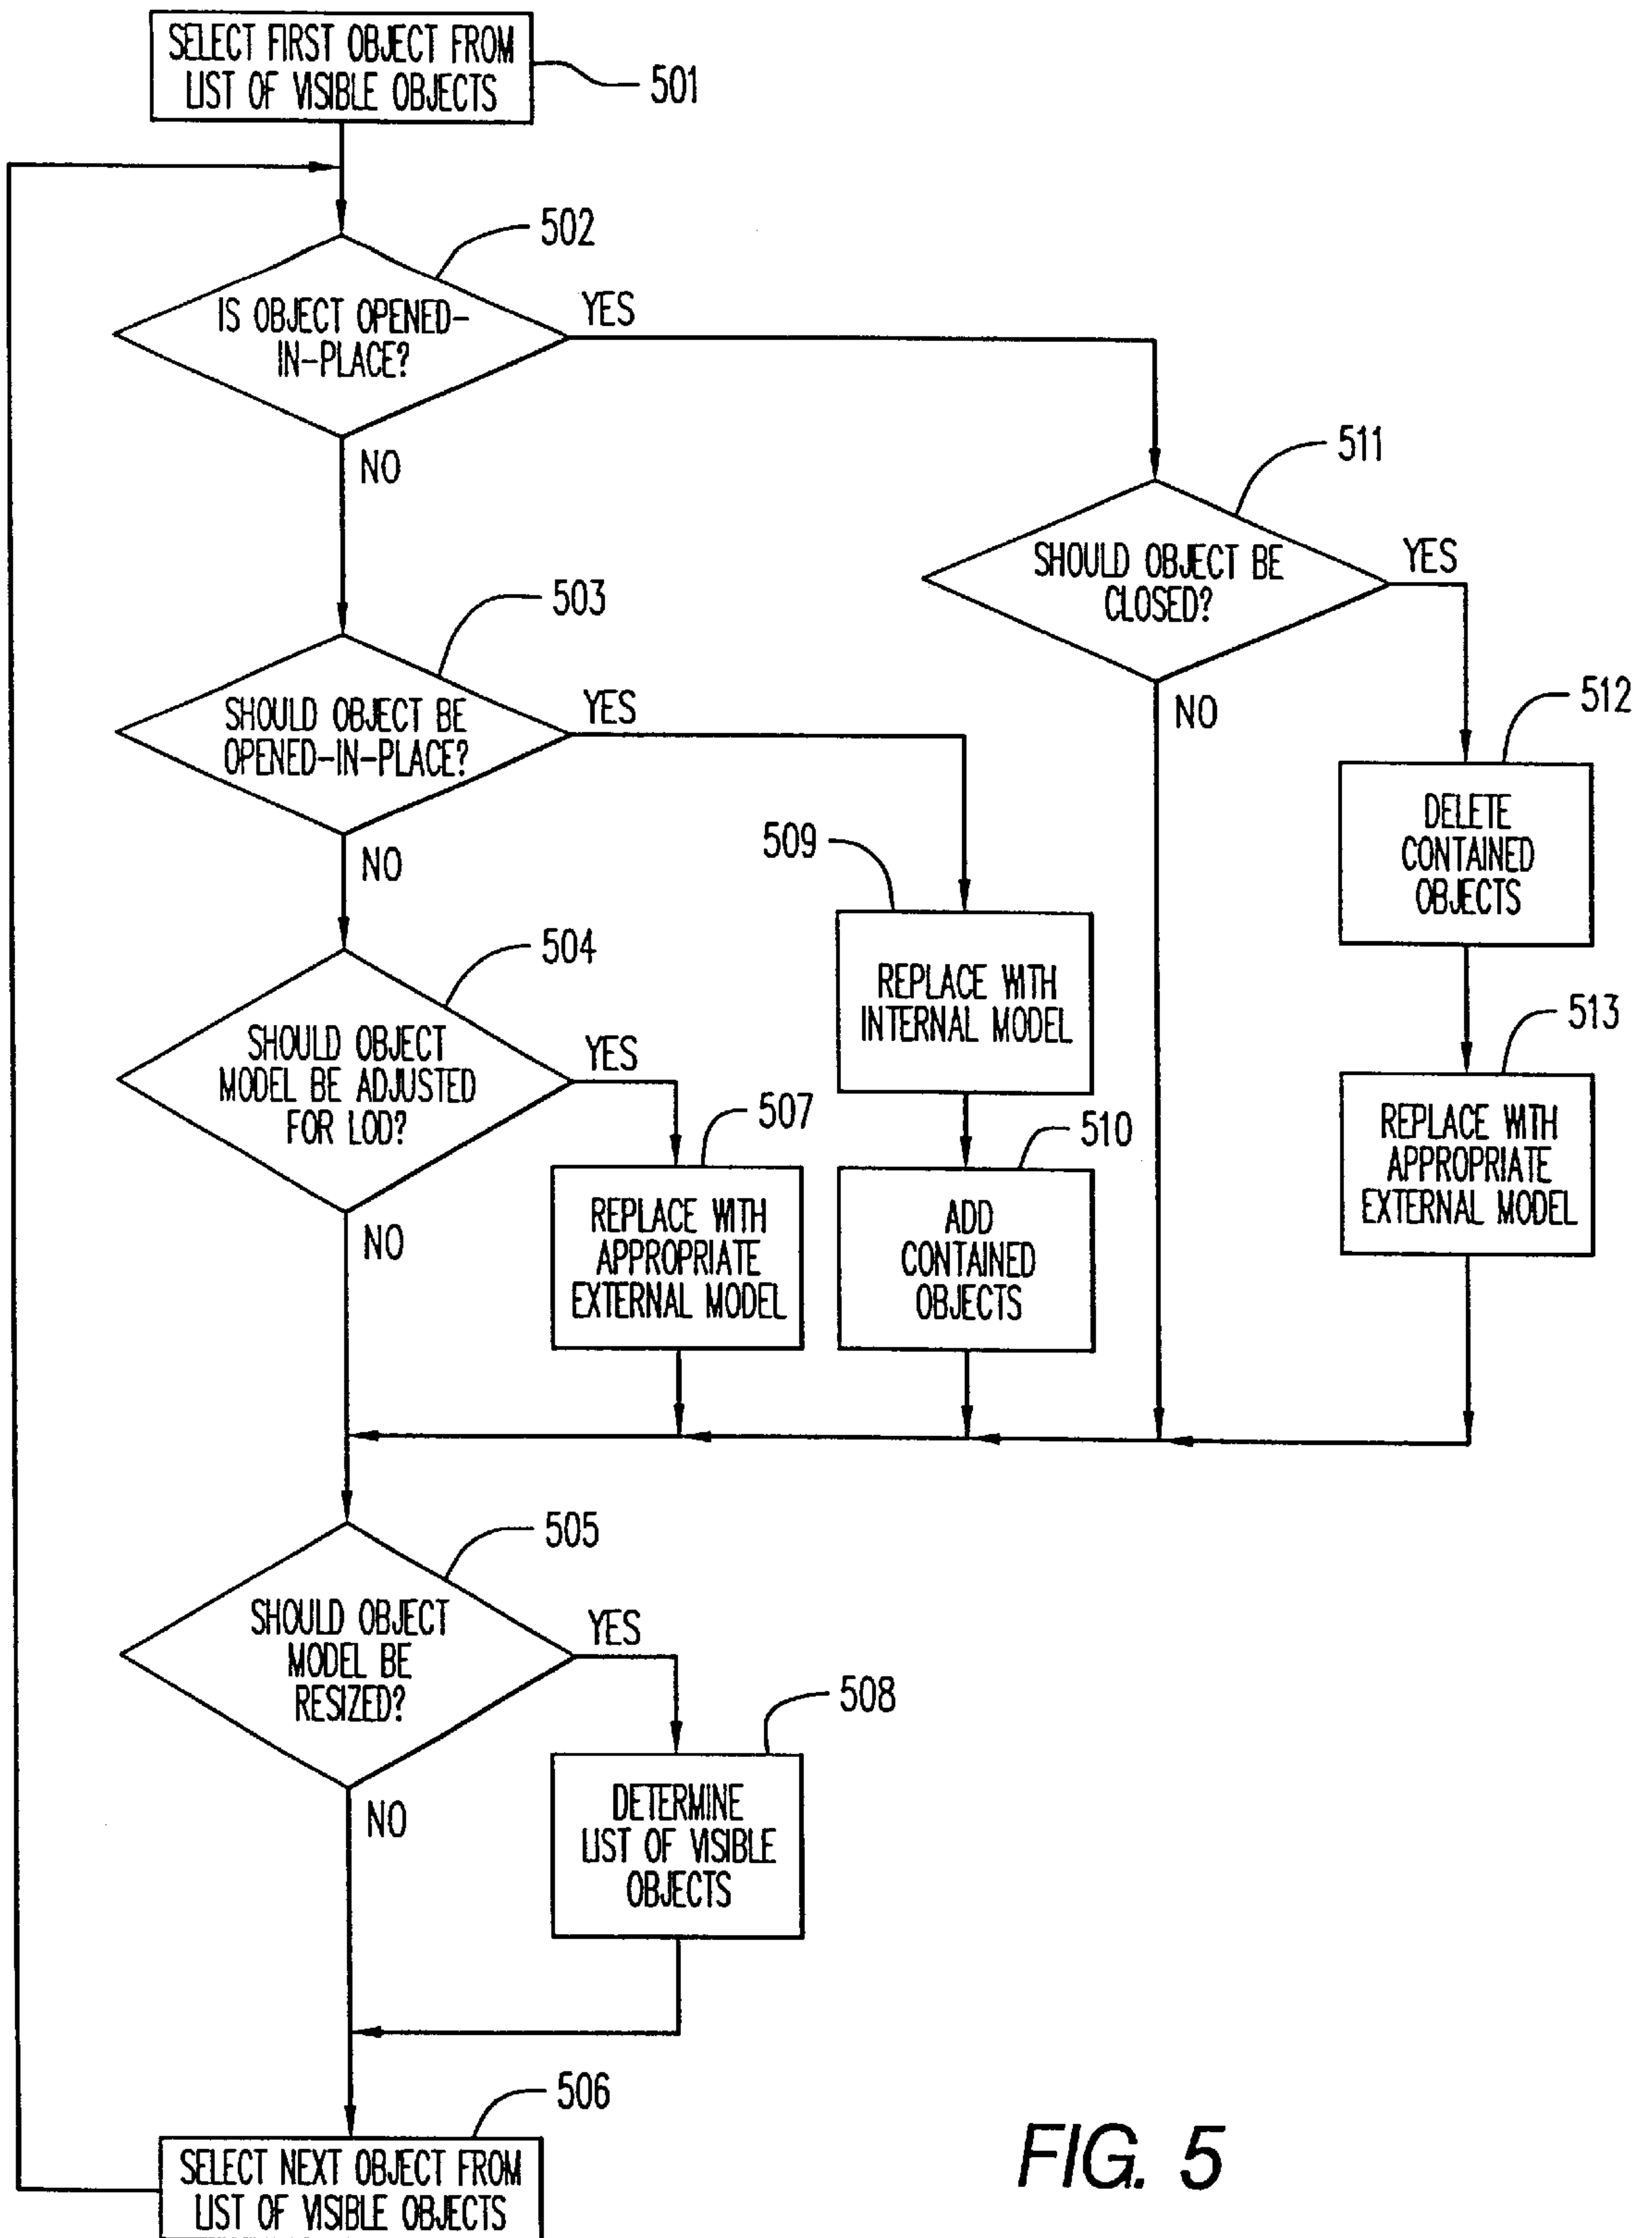 SELECT FIRST OBJECT FROM
LIST OF VISIBLE OBJECTS
501
502
IS OBJECT OPENED-
IN-PLACE?
YES
NO
511
SHOULD OBJECT BE
CLOSED?
YES
NO
503
SHOULD OBJECT BE
OPENED-IN-PLACE?
YES
NO
512
DELETE
CONTAINED
OBJECTS
509
REPLACE WITH
INTERNAL MODEL
504
SHOULD OBJECT
MODEL BE ADJUSTED
FOR LOD?
YES
NO
513
REPLACE WITH
APPROPRIATE
EXTERNAL MODEL
507
REPLACE WITH
APPROPRIATE
EXTERNAL MODEL
510
ADD
CONTAINED
OBJECTS
505
SHOULD OBJECT
MODEL BE
RESIZED?
YES
NO
508
DETERMINE
LIST OF VISIBLE
OBJECTS
506
SELECT NEXT OBJECT FROM
LIST OF VISIBLE OBJECTS
FIG. 5